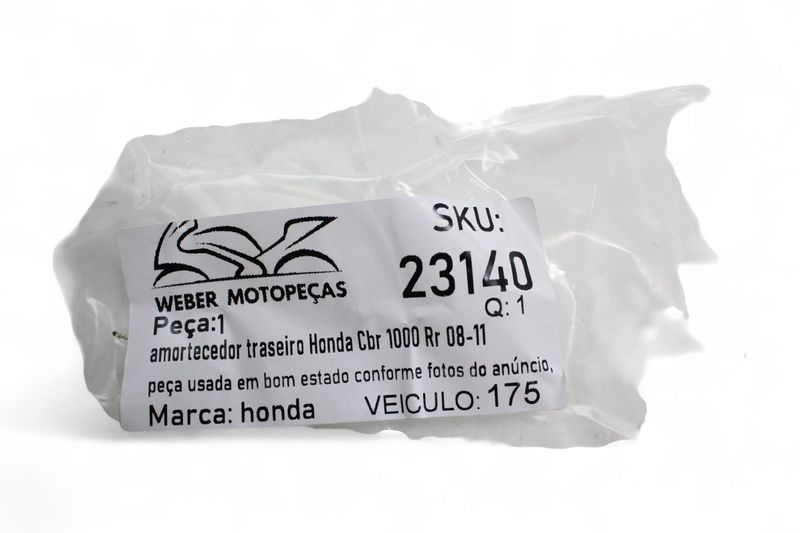 SKU:
23140
Q: 1
WEBER MOTOPEÇAS
Peça:1
amortecedor traseiro Honda Cbr 1000 Rr 08-11
peça usada em bom estado conforme fotos do anúncio,
Marca: honda VEICULO: 175